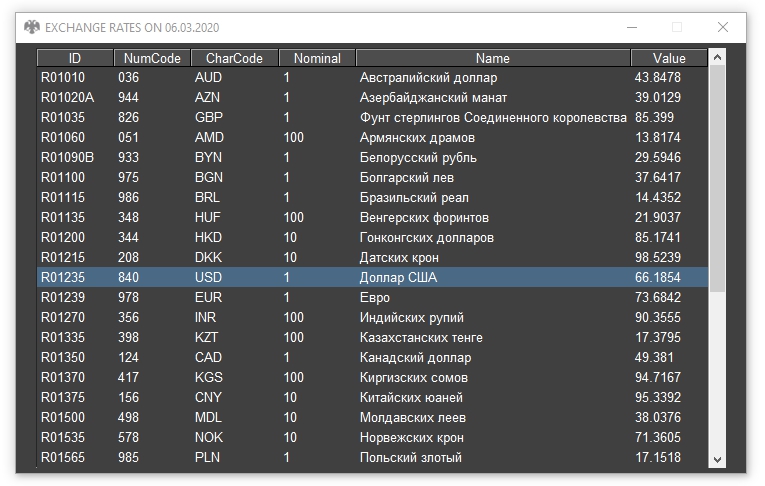 EXCHANGE RATES ON 06.03.2020
ID NumCode CharCode Nominal Name Value
R01010 036 AUD 1 Австралийский доллар 43.8478
R01020A 944 AZN 1 Азербайджанский манат 39.0129
R01035 826 GBP 1 Фунт стерлингов Соединенного королевства 85.399
R01060 051 AMD 100 Армянских драмов 13.8174
R01090B 933 BYN 1 Белорусский рубль 29.5946
R01100 975 BGN 1 Болгарский лев 37.6417
R01115 986 BRL 1 Бразильский реал 14.4352
R01135 348 HUF 100 Венгерских форинтов 21.9037
R01200 344 HKD 10 Гонконгских долларов 85.1741
R01215 208 DKK 10 Датских крон 98.5239
R01235 840 USD 1 Доллар США 66.1854
R01239 978 EUR 1 Евро 73.6842
R01270 356 INR 100 Индийских рупий 90.3555
R01335 398 KZT 100 Казахстанских тенге 17.3795
R01350 124 CAD 1 Канадский доллар 49.381
R01370 417 KGS 100 Киргизских сомов 94.7167
R01375 156 CNY 10 Китайских юаней 95.3392
R01500 498 MDL 10 Молдавских леев 38.0376
R01535 578 NOK 10 Норвежских крон 71.3605
R01565 985 PLN 1 Польский злотый 17.1518